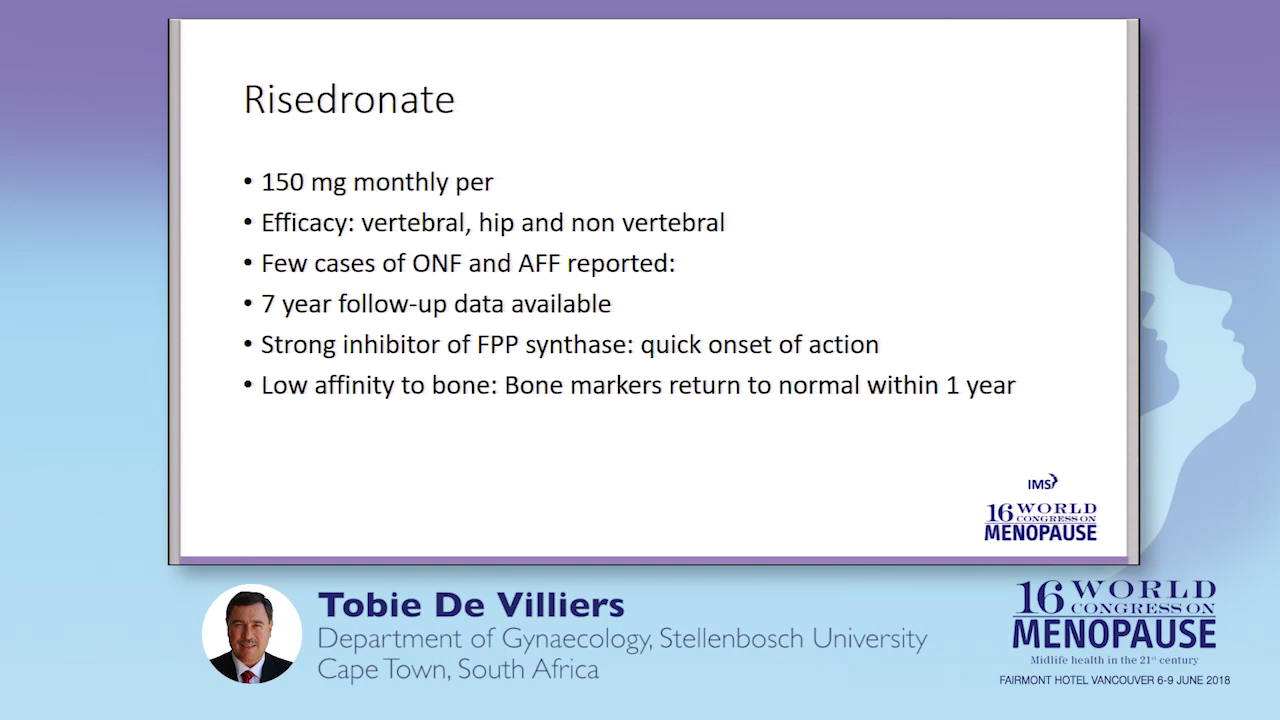 Risedronate
• 150 mg monthly per
• Efficacy: vertebral, hip and non vertebral
• Few cases of ONF and AFF reported:
• 7 year follow-up data available
• Strong inhibitor of FPP synthase: quick onset of action
• Low affinity to bone: Bone markers return to normal within 1 year
IMS
16 WORLD
CONGRESS ON
MENOPAUSE
Tobie De Villiers
Department of Gynaecology, Stellenbosch University
Cape Town, South Africa
16 WORLD
CONGRESS ON
MENOPAUSE
Midlife health in the 21st century
FAIRMONT HOTEL VANCOUVER 6-9 JUNE 2018